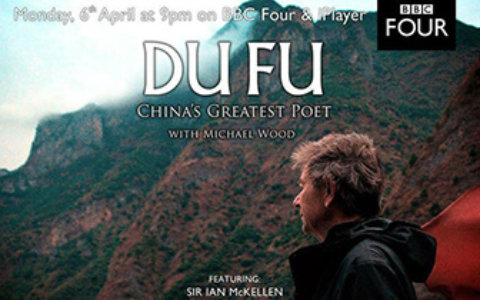 Monday, 6th April at 9pm on BBC Four & iPlayer
BBC
FOUR
DU FU
CHINA'S GREATEST POET
WITH MICHAEL WOOD
FEATURING:
SIR IAN McKELLEN